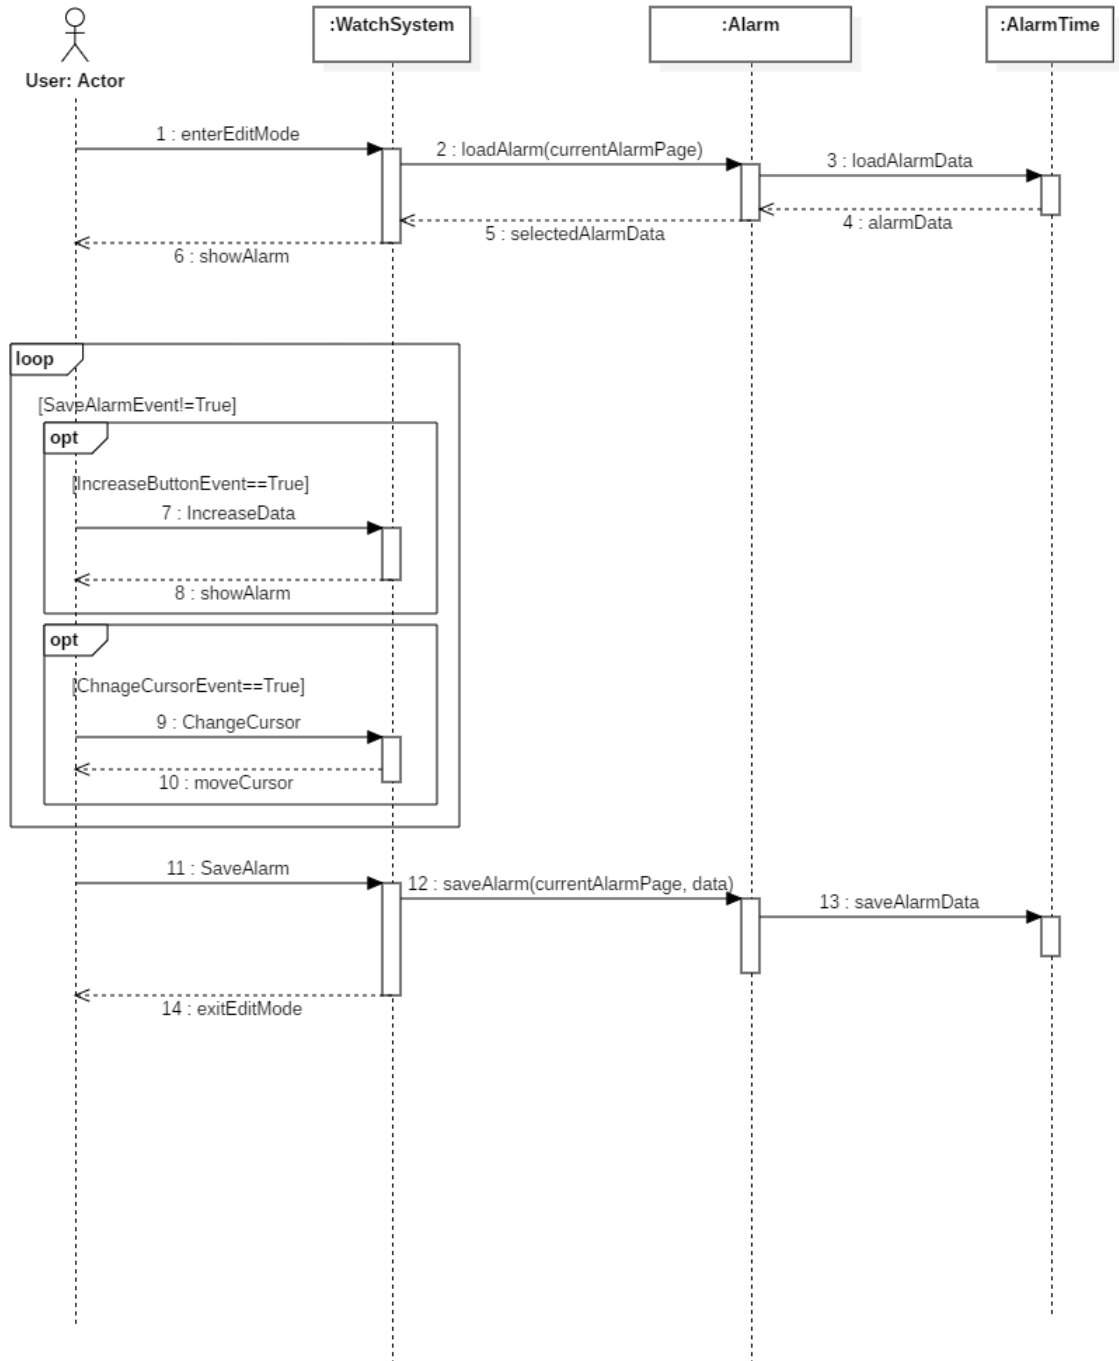 :WatchSystem
:Alarm
:AlarmTime
User: Actor
1 : enterEditMode
2 : loadAlarm(currentAlarmPage)
3 : loadAlarmData
4 : alarmData
5 : selectedAlarmData
6 : showAlarm
loop
[SaveAlarmEvent!=True]
opt
[IncreaseButtonEvent==True]
7 : IncreaseData
8 : showAlarm
opt
[ChnageCursorEvent==True]
9 : ChangeCursor
10 : moveCursor
11 : SaveAlarm
12 : saveAlarm(currentAlarmPage, data)
13 : saveAlarmData
14 : exitEditMode